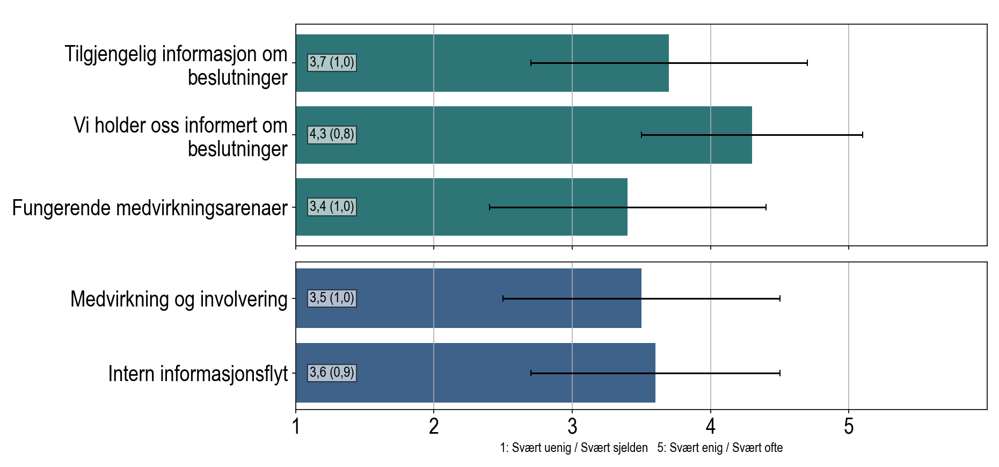 Tilgjengelig informasjon om
beslutninger
3,7 (1,0)
Vi holder oss informert om
beslutninger
4,3 (0,8)
Fungerende medvirkningsarenaer
3,4 (1,0)
Medvirkning og involvering
3,5 (1,0)
Intern informasjonsflyt
3,6 (0,9)
1 2 3 4 5
1: Svært uenig / Svært sjelden 5: Svært enig / Svært ofte